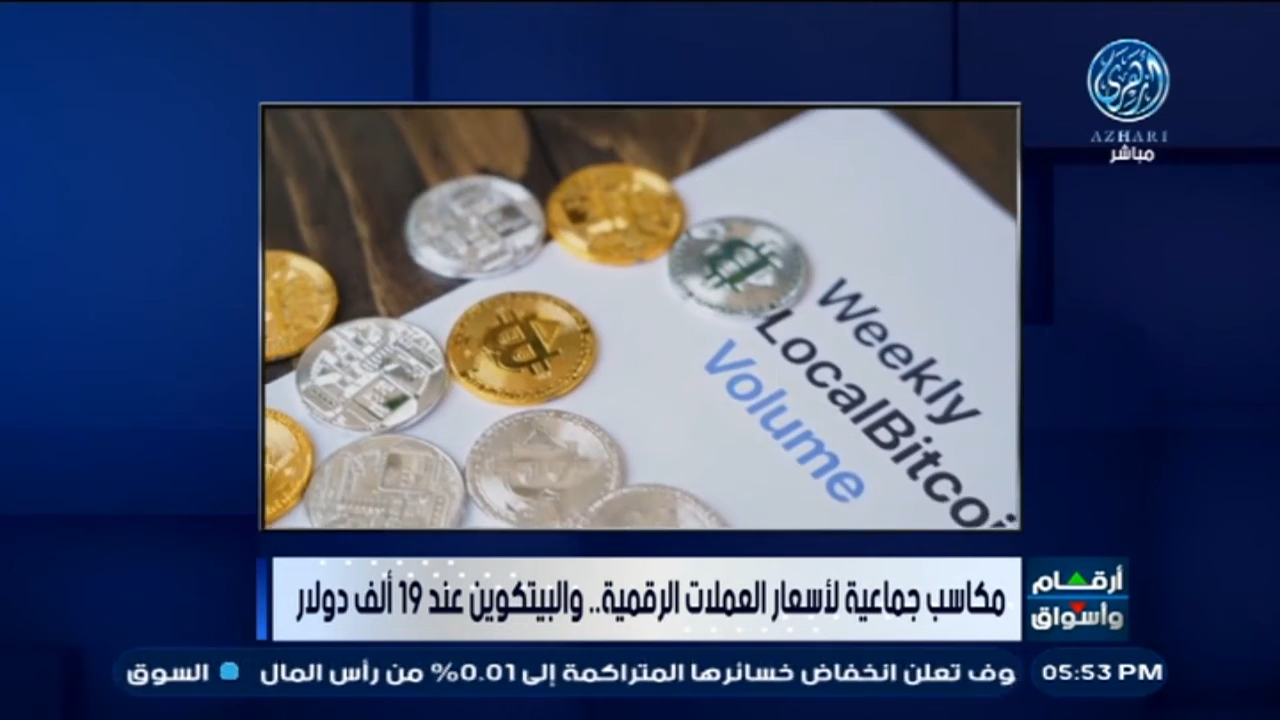 أزهري
AZHARI
مباشر
Weekly
LocalBitcoi
Volume
مكاسب جماعية لأسعار العملات الرقمية.. والبيتكوين عند 19 ألف دولار
أرقام
وأسواق
وف تعلن انخفاض خسائرها المتراكمة إلى 0.01% من رأس المال
السوق
05:53 PM